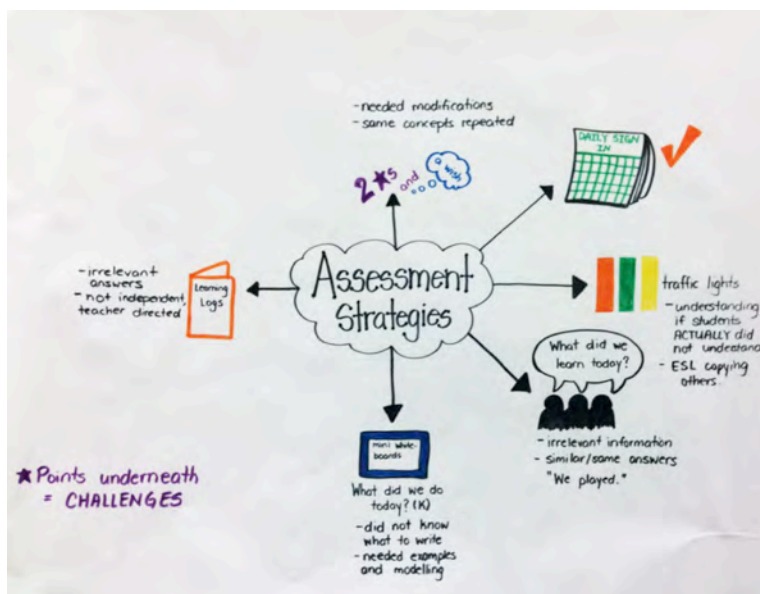 - needed modifications
- same concepts repeated
2 ★s and a wish
DAILY SIGN
IN
Assessment
Strategies
Learning
Logs
- irrelevant
answers
- not independent,
teacher directed
traffic lights
- understanding
if students
ACTUALLY did
not understand
- ESL copying
others.
What did we
learn today?
- irrelevant information
- similar/same answers
"We played."
mini white-
boards
What did we do
today? (K)
- did not know
what to write
- needed examples
and modelling
★ Points underneath
= CHALLENGES